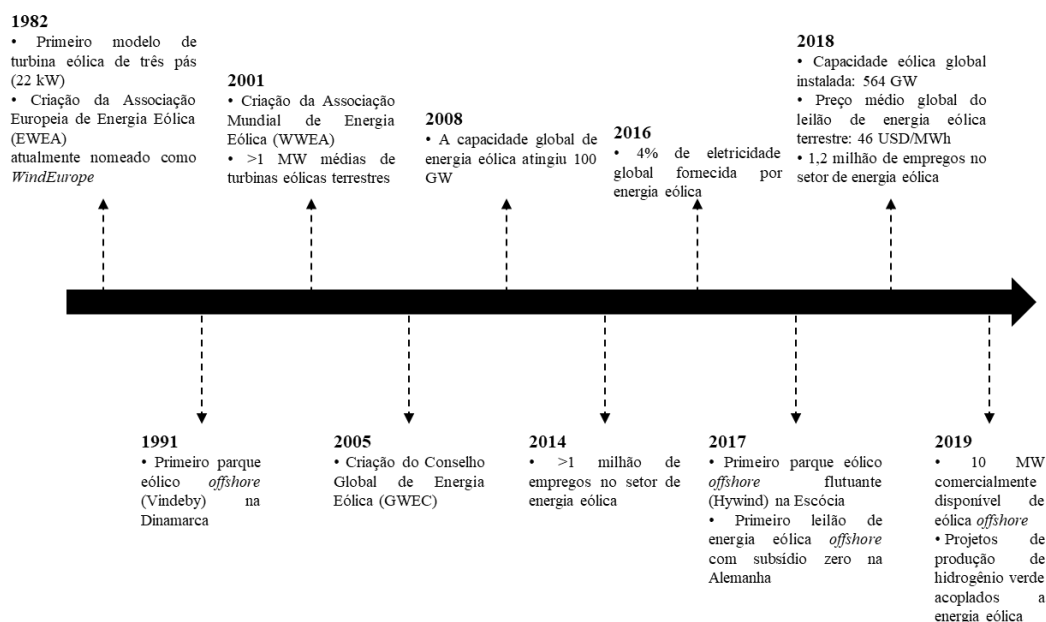 1982
• Primeiro modelo de
turbina eólica de três pás
(22 kW)
• Criação da Associação
Europeia de Energia Eólica
(EWEA)
atualmente nomeado como
WindEurope
2001
• Criação da Associação
Mundial de Energia
Eólica (WWEA)
• >1 MW médias de
turbinas eólicas terrestres
2008
• A capacidade global de
energia eólica atingiu 100
GW
2016
• 4% de eletricidade
global fornecida por
energia eólica
2018
• Capacidade eólica global
instalada: 564 GW
• Preço médio global do
leilão de energia eólica
terrestre: 46 USD/MWh
• 1,2 milhão de empregos no
setor de energia eólica
1991
• Primeiro parque
eólico offshore
(Vindeby) na
Dinamarca
2005
• Criação do Conselho
Global de Energia
Eólica (GWEC)
2014
• >1 milhão de
empregos no setor de
energia eólica
2017
• Primeiro parque eólico
offshore flutuante
(Hywind) na Escócia
• Primeiro leilão de
energia eólica offshore
com subsídio zero na
Alemanha
2019
• 10 MW
comercialmente
disponível de
eólica offshore
• Projetos de
produção de
hidrogênio verde
acoplados a
energia eólica